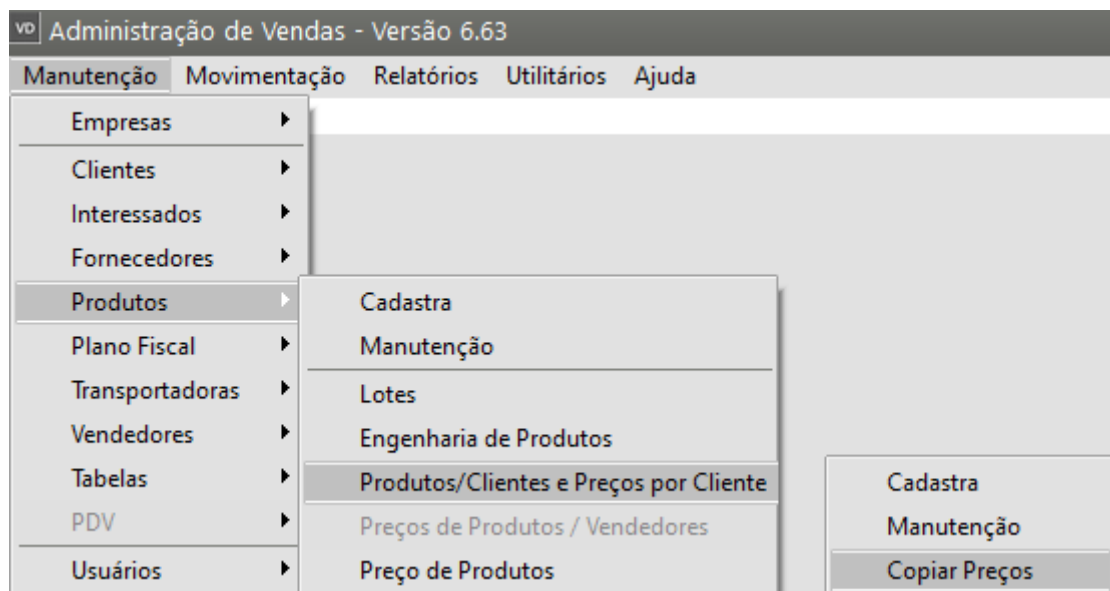 VD Administração de Vendas - Versão 6.63
Manutenção Movimentação Relatórios Utilitários Ajuda
Empresas
Clientes
Interessados
Fornecedores
Produtos
Plano Fiscal
Transportadoras
Vendedores
Tabelas
PDV
Usuários
Cadastra
Manutenção
Lotes
Engenharia de Produtos
Produtos/Clientes e Preços por Cliente
Preços de Produtos / Vendedores
Preço de Produtos
Cadastra
Manutenção
Copiar Preços